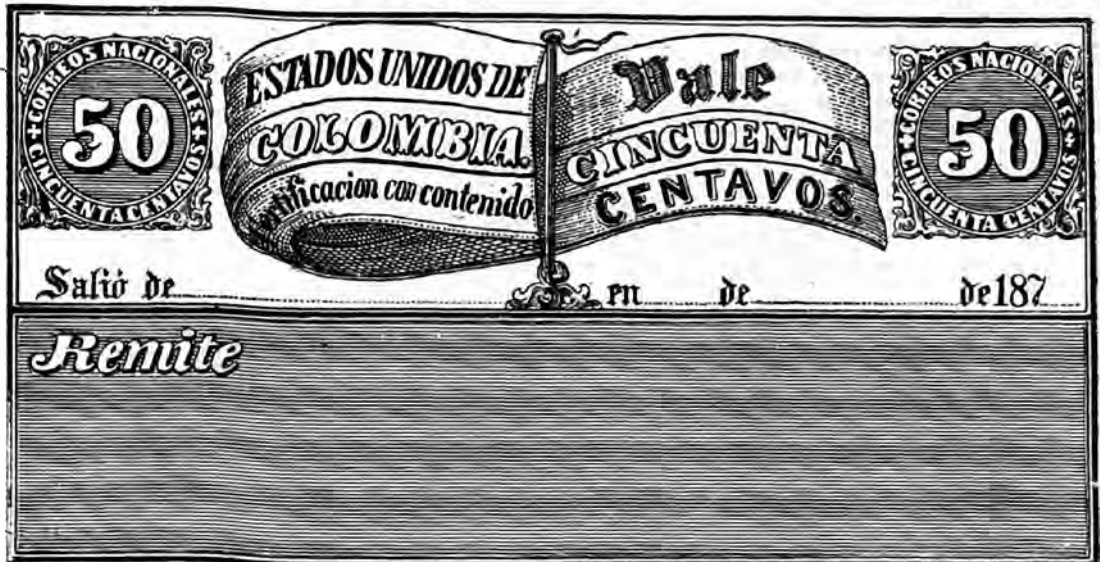 CORREOS NACIONALES
50
CINCUENTA CENTAVOS
ESTADOS UNIDOS DE
COLOMBIA.
Certificacion con contenido
Vale
CINCUENTA
CENTAVOS.
CORREOS NACIONALES
50
CINCUENTA CENTAVOS
Salió de en de de 187
Remite